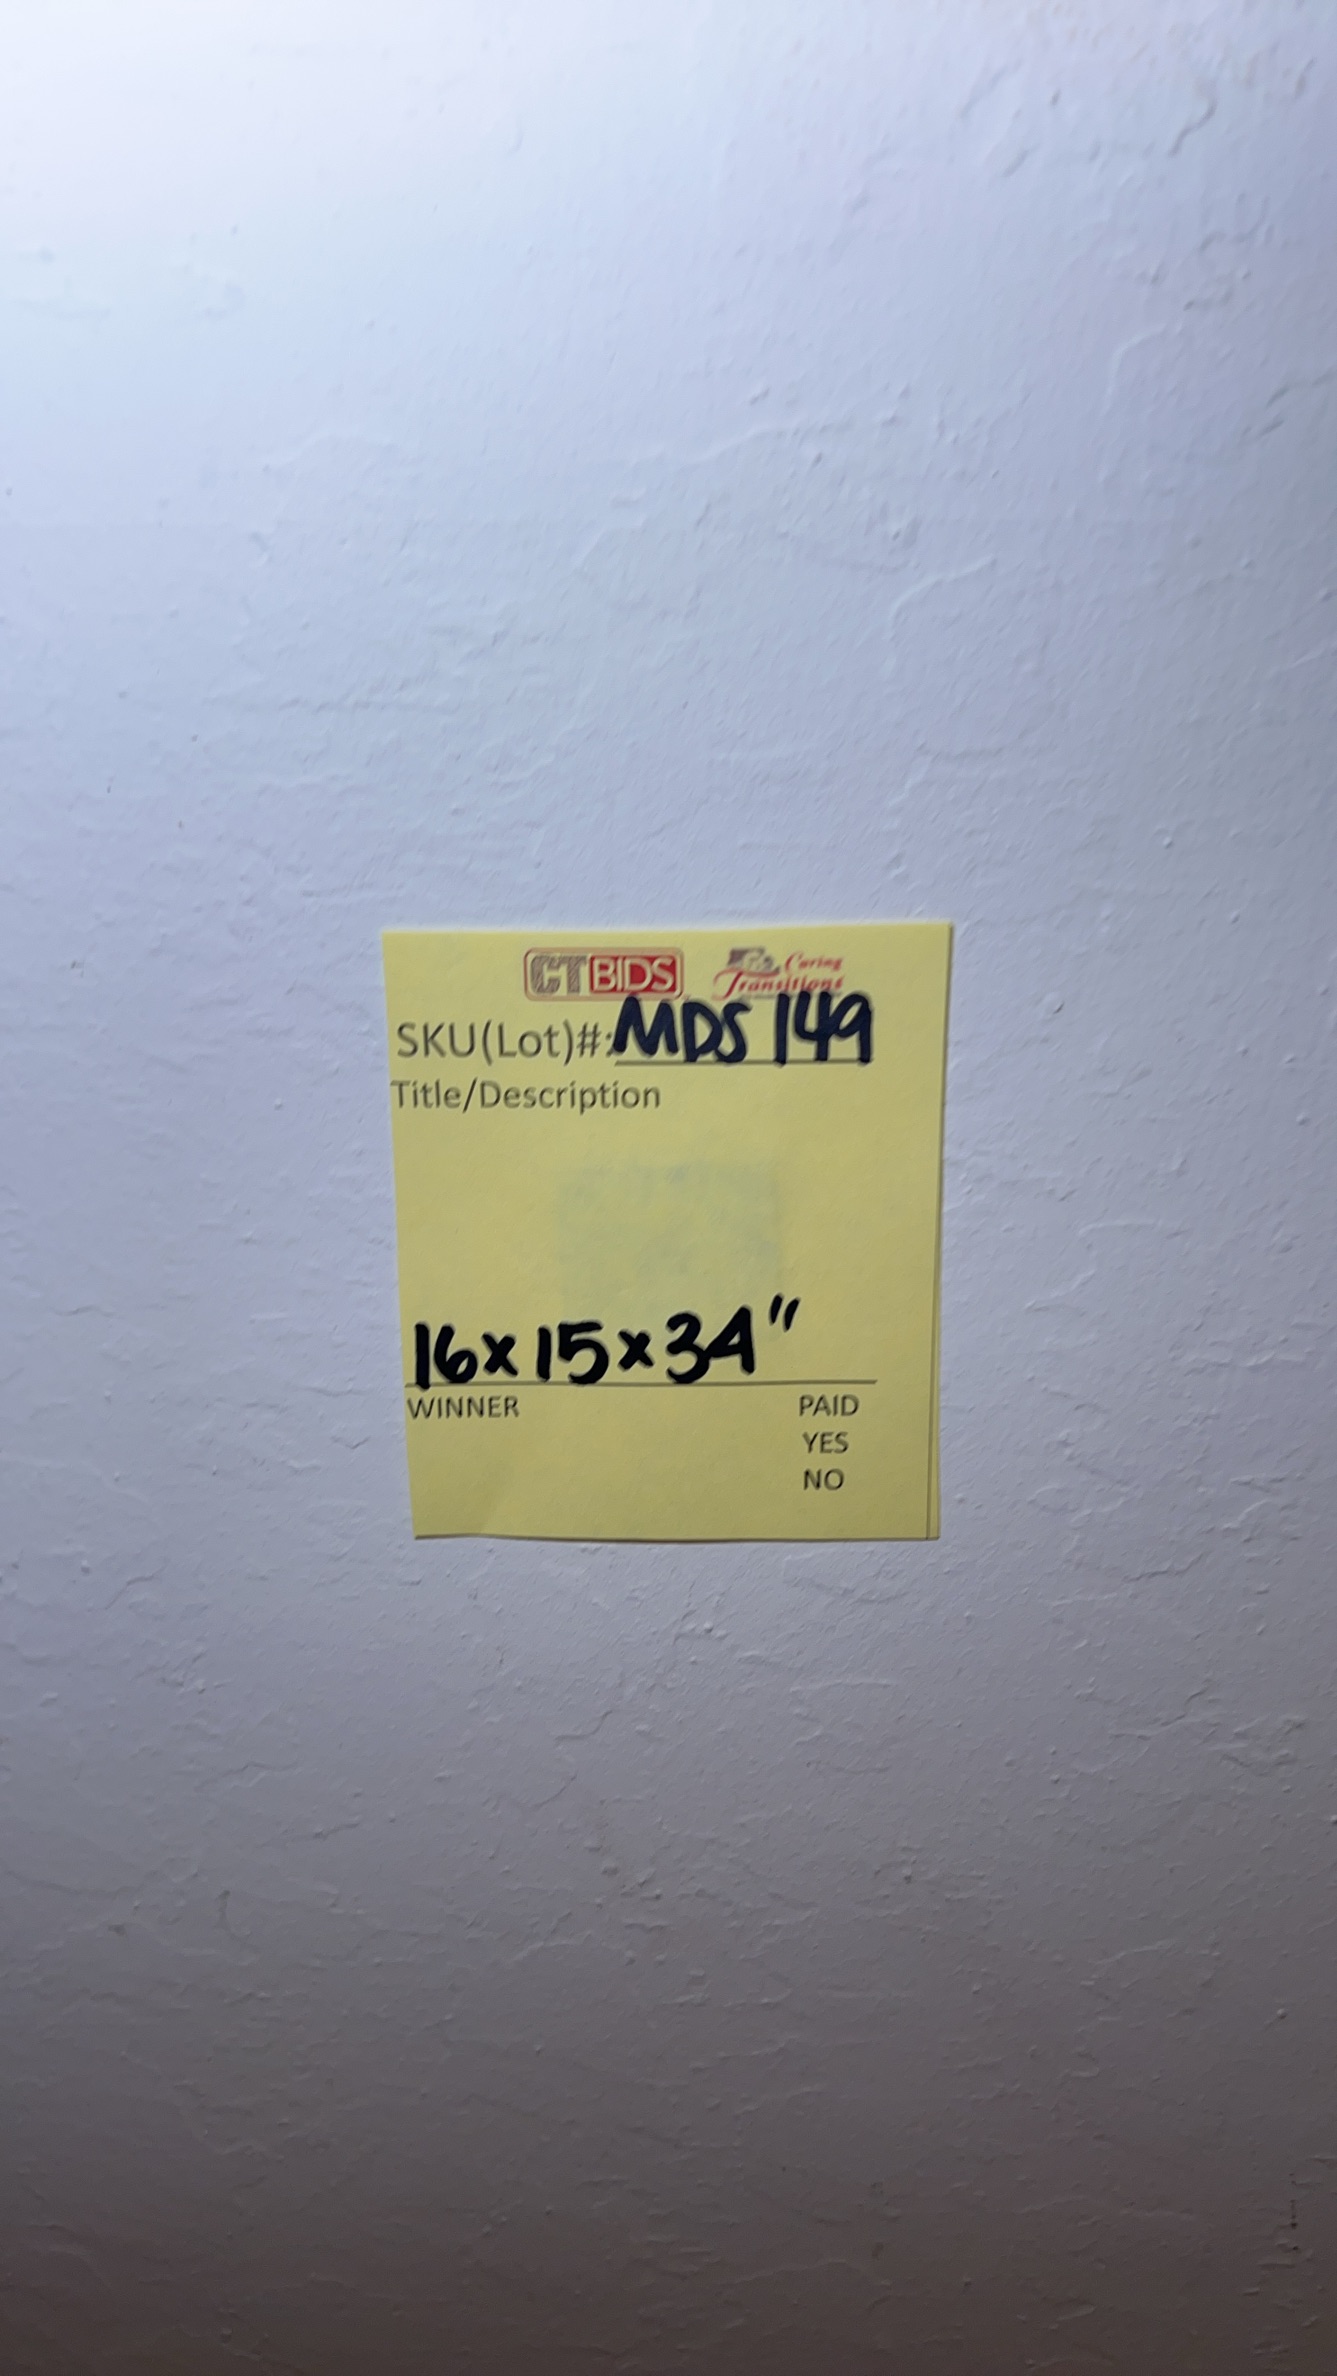 CTBIDS Caring Transitions
SKU(Lot)#: MDS 149
Title/Description
16x15x34"
WINNER PAID
YES
NO